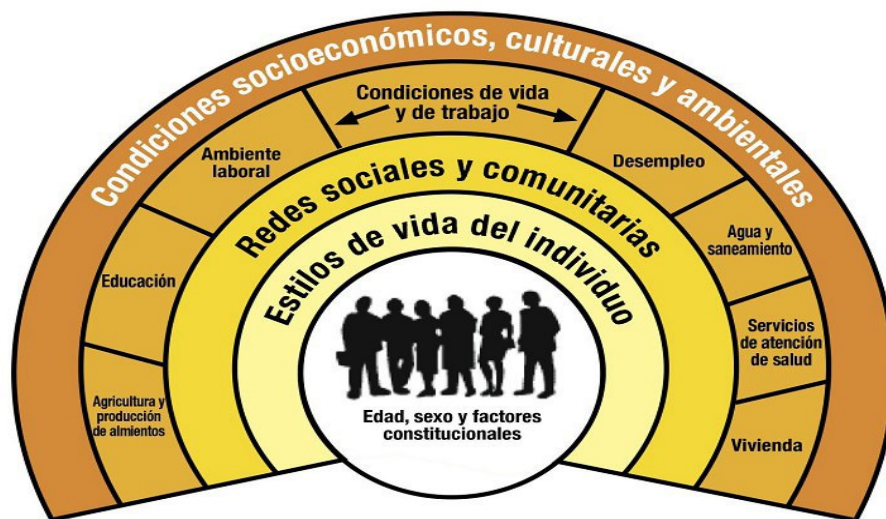 Condiciones socioeconómicos, culturales y ambientales
Condiciones de vida
y de trabajo
Ambiente
laboral
Desempleo
Educación
Agua y
saneamiento
Agricultura y
producción
de almientos
Servicios
de atención
de salud
Vivienda
Redes sociales y comunitarias
Estilos de vida del individuo
Edad, sexo y factores
constitucionales